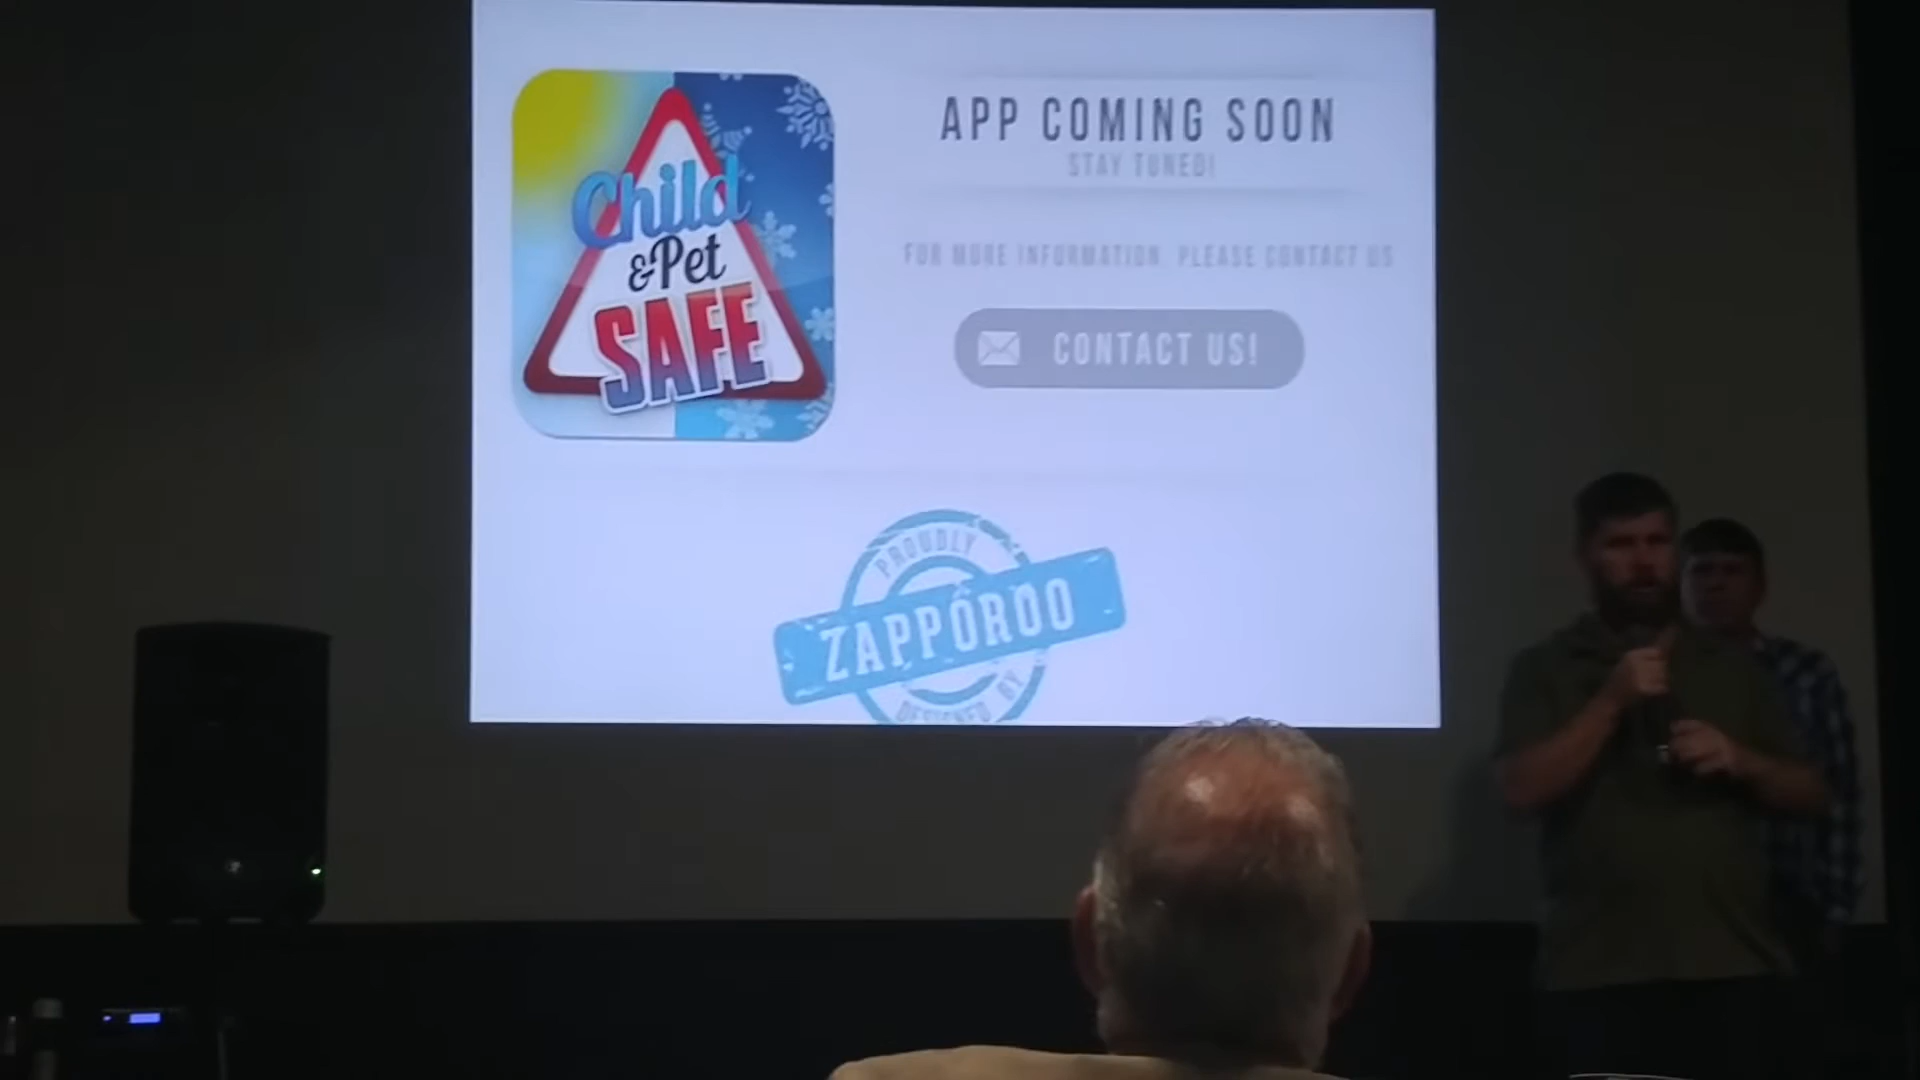 Child
&Pet
SAFE
APP COMING SOON
STAY TUNED!
FOR MORE INFORMATION, PLEASE CONTACT US
CONTACT US!
PROUDLY
ZAPPÔROO
DESIGNED BY